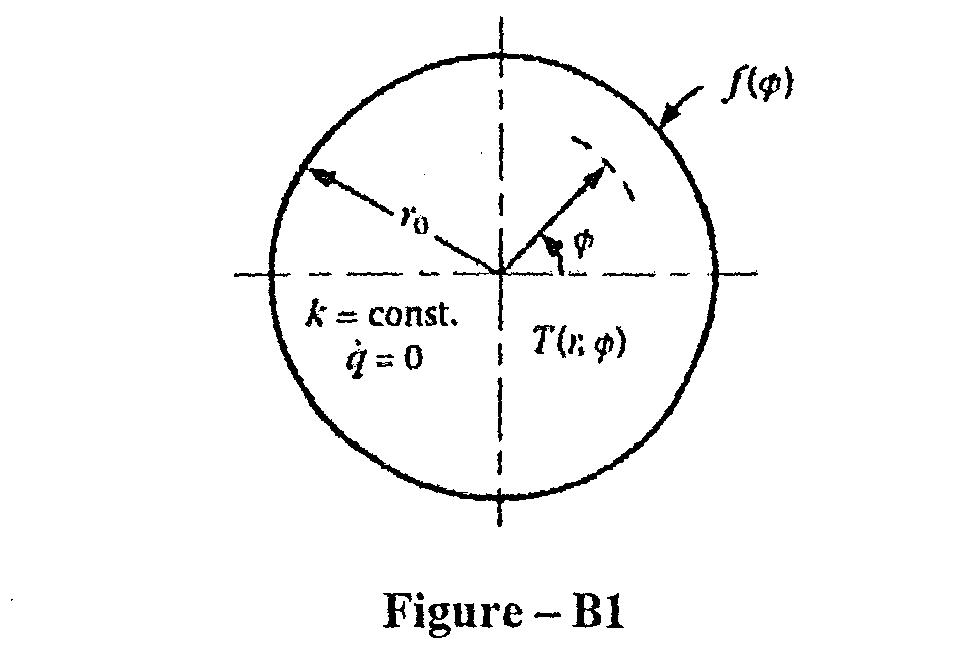 f(φ)
r₀
φ
k = const.
q̇ = 0
T(r, φ)
Figure – B1